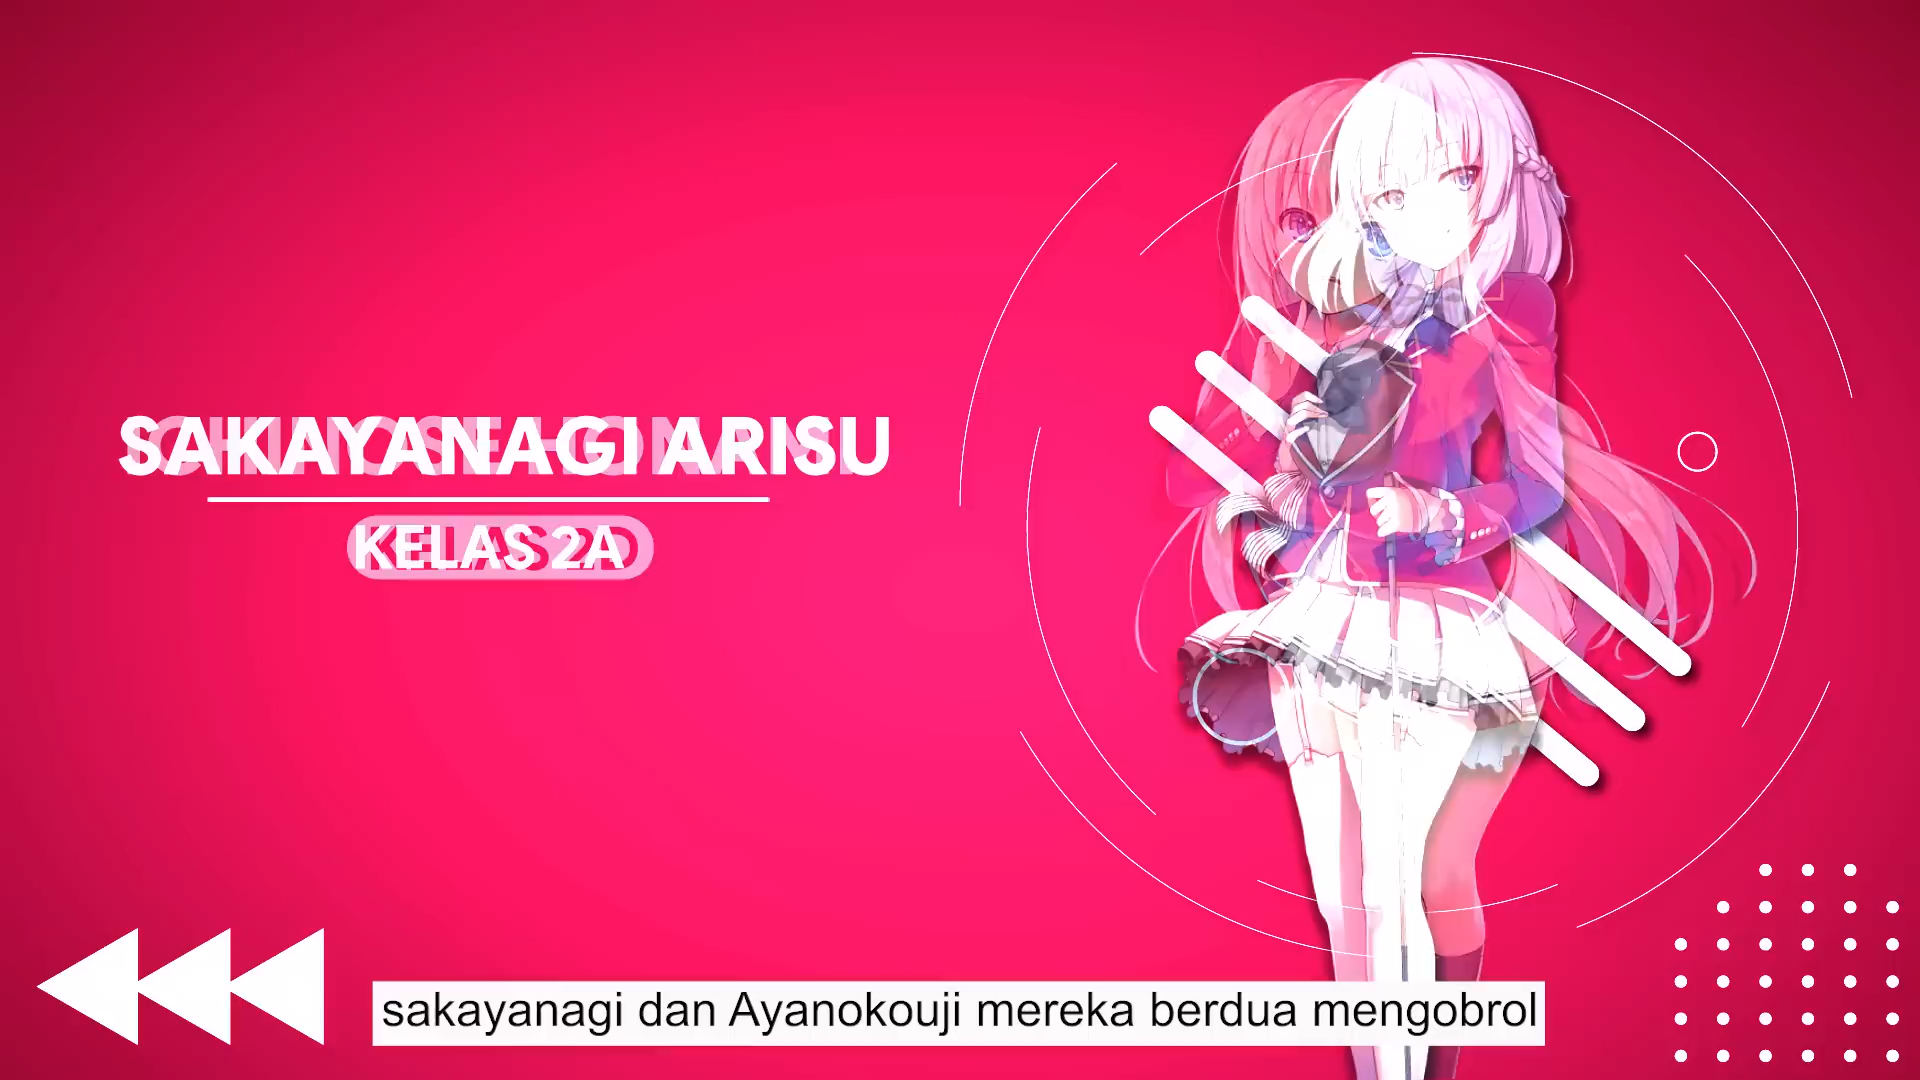 SAKAYANAGI ARISU
KELAS 2A
sakayanagi dan Ayanokouji mereka berdua mengobrol